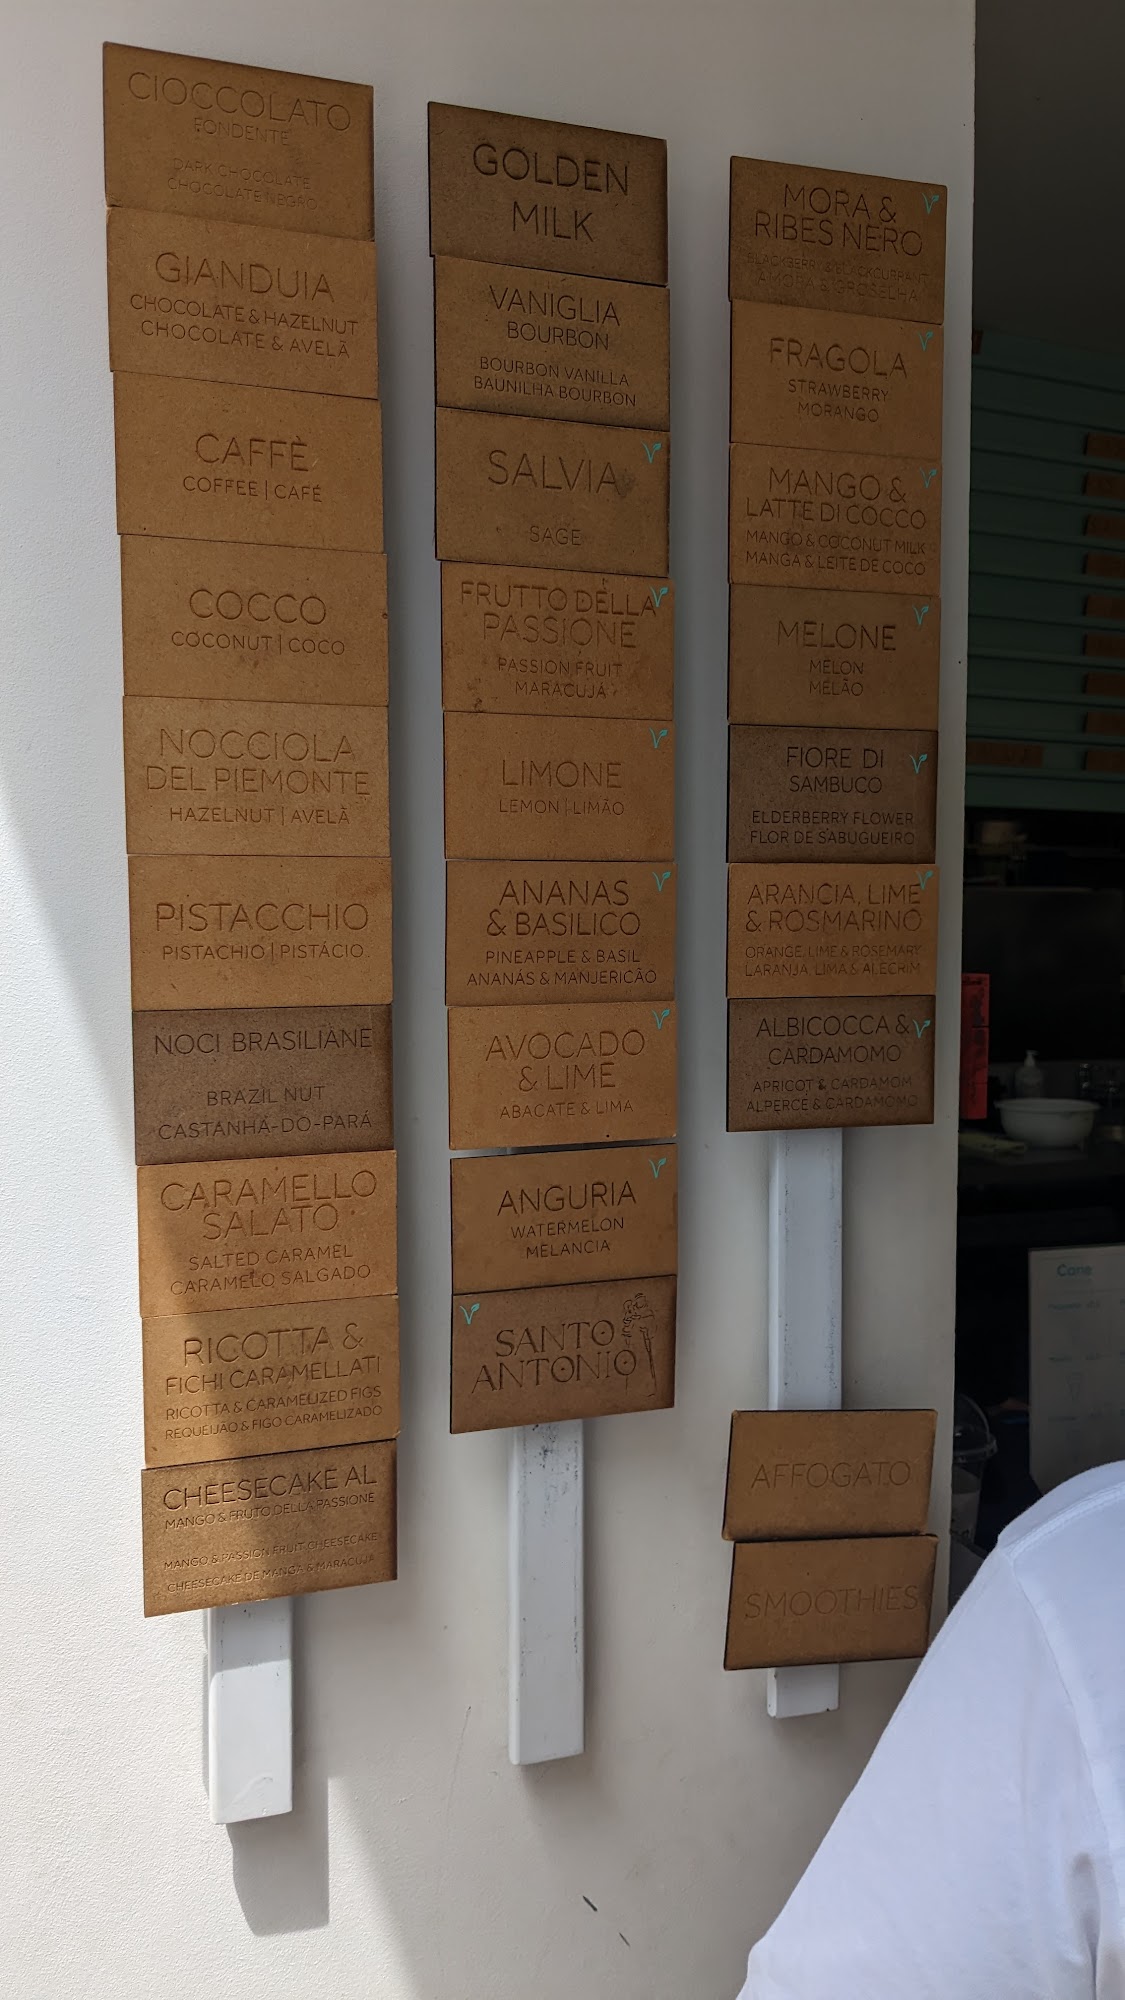 CIOCCOLATO
FONDENTE
DARK CHOCOLATE
CHOCOLATE NEGRO
GIANDUIA
CHOCOLATE & HAZELNUT
CHOCOLATE & AVELÃ
CAFFÈ
COFFEE | CAFÉ
COCCO
COCONUT | COCO
NOCCIOLA
DEL PIEMONTE
HAZELNUT | AVELÃ
PISTACCHIO
PISTACHIO | PISTÁCIO
NOCI BRASILIANE
BRAZIL NUT
CASTANHA-DO-PARÁ
CARAMELLO
SALATO
SALTED CARAMEL
CARAMELO SALGADO
RICOTTA &
FICHI CARAMELLATI
RICOTTA & CARAMELIZED FIGS
REQUEIJÃO & FIGO CARAMELIZADO
CHEESECAKE AL
MANGO & FRUTO DELLA PASSIONE
MANGO & PASSION FRUIT CHEESECAKE
CHEESECAKE DE MANGA & MARACUJA
GOLDEN
MILK
VANIGLIA
BOURBON
BOURBON VANILLA
BAUNILHA BOURBON
SALVIA
SAGE
FRUTTO DELLA
PASSIONE
PASSION FRUIT
MARACUJÁ
LIMONE
LEMON | LIMÃO
ANANAS
& BASILICO
PINEAPPLE & BASIL
ANANÁS & MANJERICÃO
AVOCADO
& LIME
ABACATE & LIMA
ANGURIA
WATERMELON
MELANCIA
SANTO
ANTONIO
MORA &
RIBES NERO
BLACKBERRY & BLACKCURRANT
AMORA & GROSELHA
FRAGOLA
STRAWBERRY
MORANGO
MANGO &
LATTE DI COCCO
MANGO & COCONUT MILK
MANGA & LEITE DE COCO
MELONE
MELON
MELÃO
FIORE DI
SAMBUCO
ELDERBERRY FLOWER
FLOR DE SABUGUEIRO
ARANCIA, LIME
& ROSMARINO
ORANGE, LIME & ROSEMARY
LARANJA, LIMA & ALECRIM
ALBICOCCA &
CARDAMOMO
APRICOT & CARDAMOM
ALPERCE & CARDAMOMO
AFFOGATO
SMOOTHIES
Cone